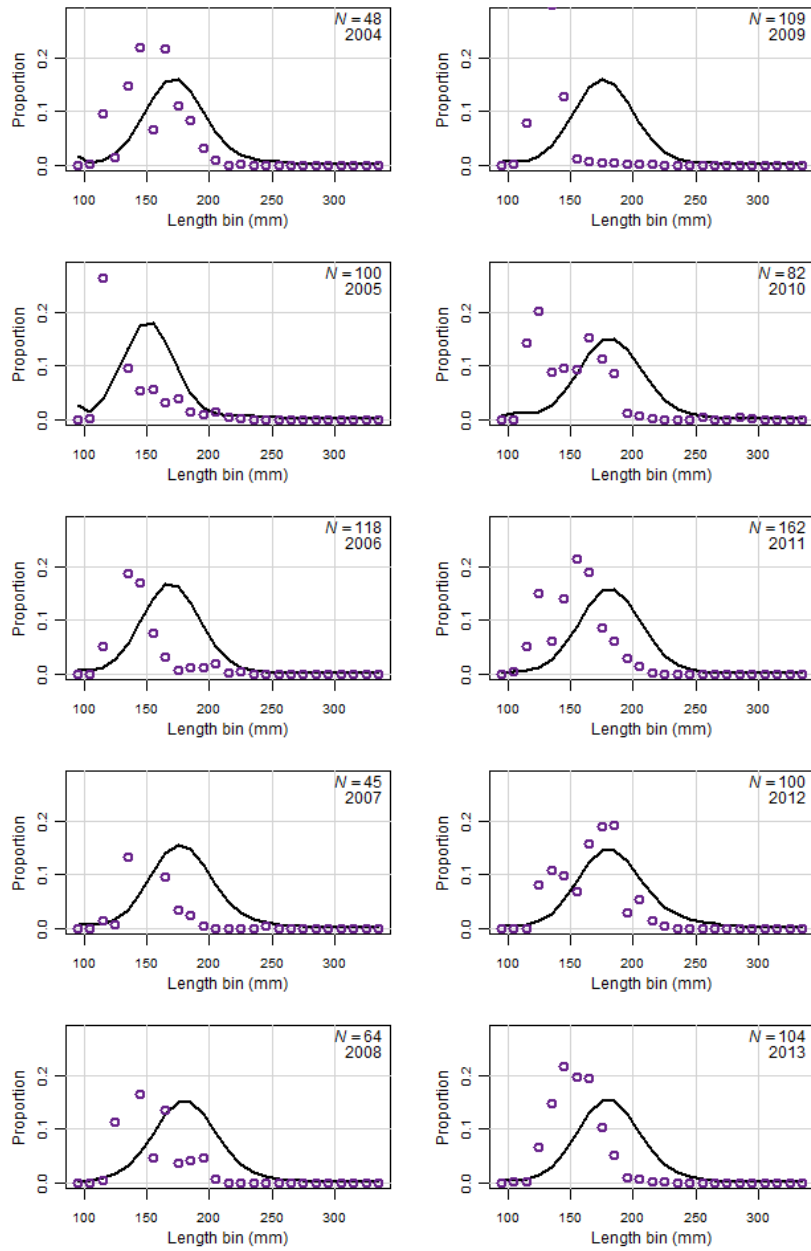 N = 48
2004
0.2
0.1
0.0
Proportion
100 150 200 250 300
Length bin (mm)
N = 100
2005
0.2
0.1
0.0
Proportion
100 150 200 250 300
Length bin (mm)
N = 118
2006
0.2
0.1
0.0
Proportion
100 150 200 250 300
Length bin (mm)
N = 45
2007
0.2
0.1
0.0
Proportion
100 150 200 250 300
Length bin (mm)
N = 64
2008
0.2
0.1
0.0
Proportion
100 150 200 250 300
Length bin (mm)
N = 109
2009
0.2
0.1
0.0
Proportion
100 150 200 250 300
Length bin (mm)
N = 82
2010
0.2
0.1
0.0
Proportion
100 150 200 250 300
Length bin (mm)
N = 162
2011
0.2
0.1
0.0
Proportion
100 150 200 250 300
Length bin (mm)
N = 100
2012
0.2
0.1
0.0
Proportion
100 150 200 250 300
Length bin (mm)
N = 104
2013
0.2
0.1
0.0
Proportion
100 150 200 250 300
Length bin (mm)